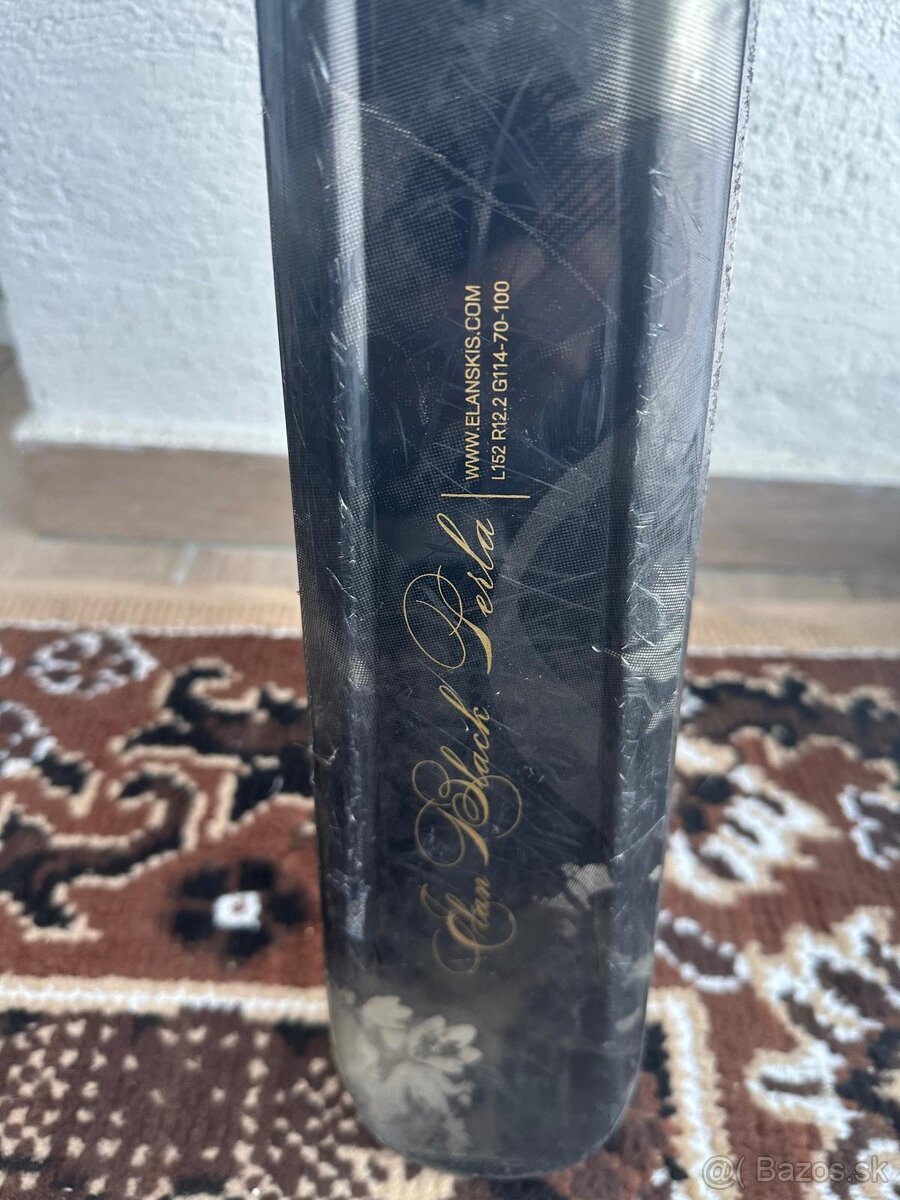 Elan Black Perla
WWW.ELANSKIS.COM
L152 R12.2 G114-70-100
@( Bazos.sk